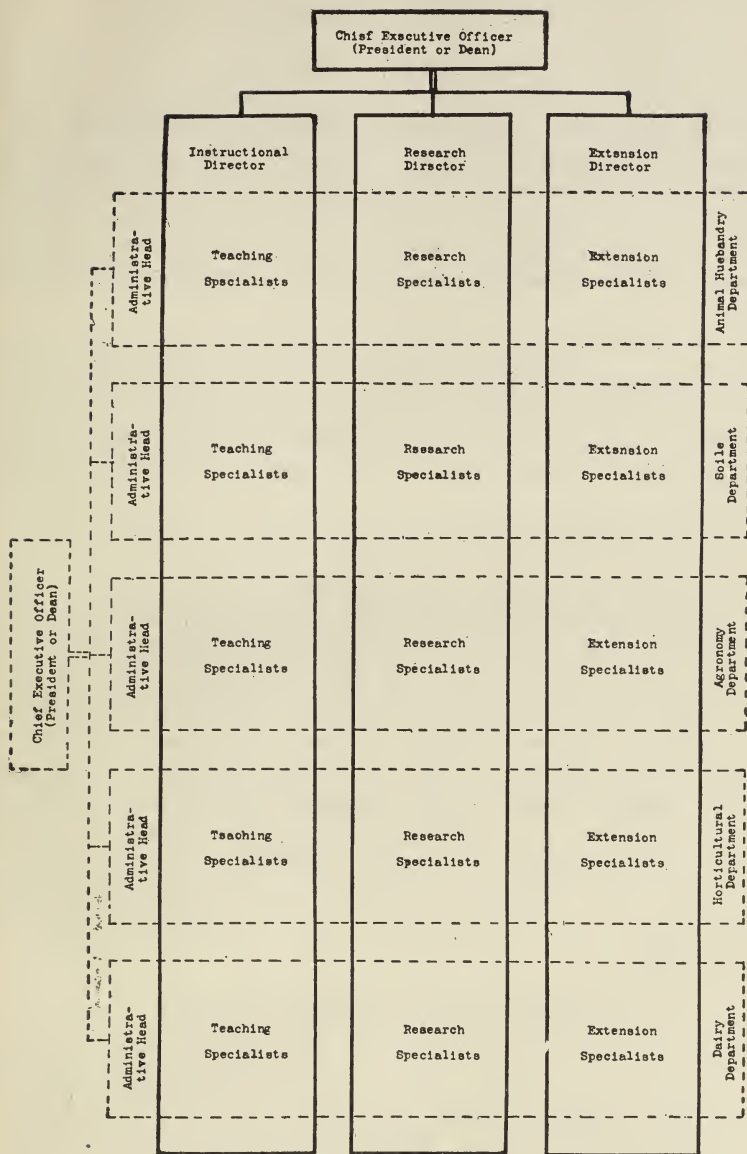 Chief Executive Officer
(President or Dean)
Instructional
Director
Research
Director
Extension
Director
Administra-
tive Head
Teaching
Specialists
Research
Specialists
Extension
Specialists
Animal Huebandry
Department
Administra-
tive Head
Teaching
Specialists
Research
Specialists
Extension
Specialists
Soile
Department
Chief Executive Officer
(President or Dean)
Administra-
tive Head
Teaching
Specialists
Research
Specialists
Extension
Specialists
Agronomy
Department
Administra-
tive Head
Teaching
Specialists
Research
Specialists
Extension
Specialists
Horticultural
Department
Administra-
tive Head
Teaching
Specialists
Research
Specialists
Extension
Specialists
Dairy
Department